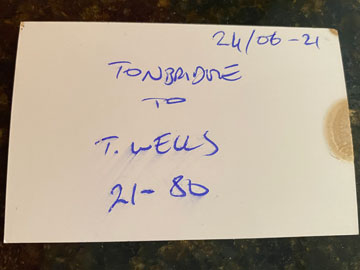 24/06-21
TONBRIDGE
TO
T. WELLS
21-80